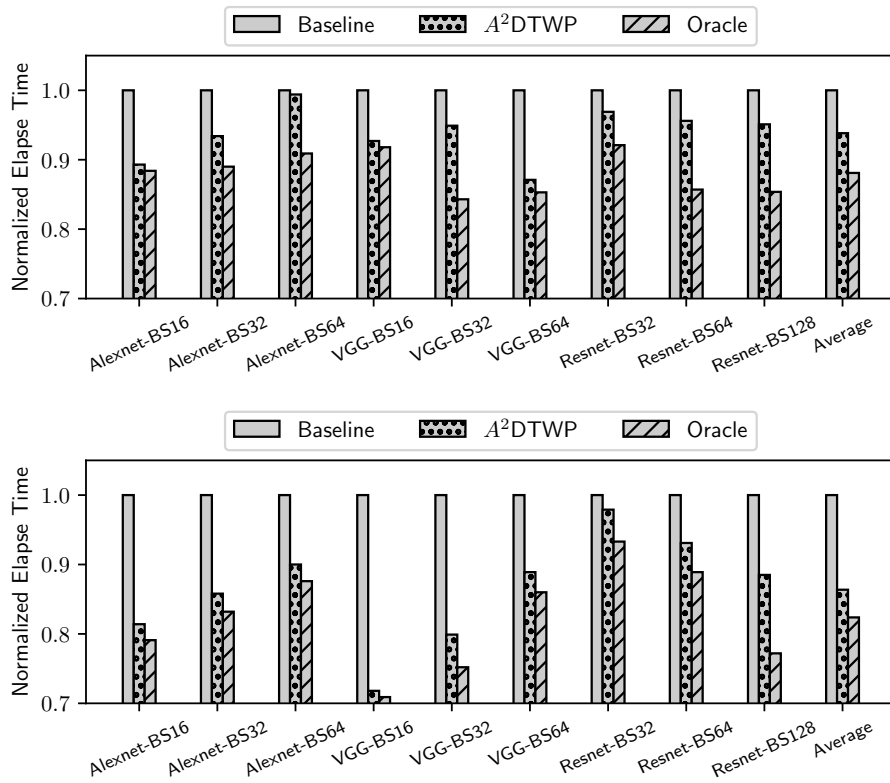 Baseline A²DTWP Oracle
Normalized Elapse Time
1.0
0.9
0.8
0.7
Alexnet-BS16 Alexnet-BS32 Alexnet-BS64 VGG-BS16 VGG-BS32 VGG-BS64 Resnet-BS32 Resnet-BS64 Resnet-BS128 Average
Baseline A²DTWP Oracle
Normalized Elapse Time
1.0
0.9
0.8
0.7
Alexnet-BS16 Alexnet-BS32 Alexnet-BS64 VGG-BS16 VGG-BS32 VGG-BS64 Resnet-BS32 Resnet-BS64 Resnet-BS128 Average